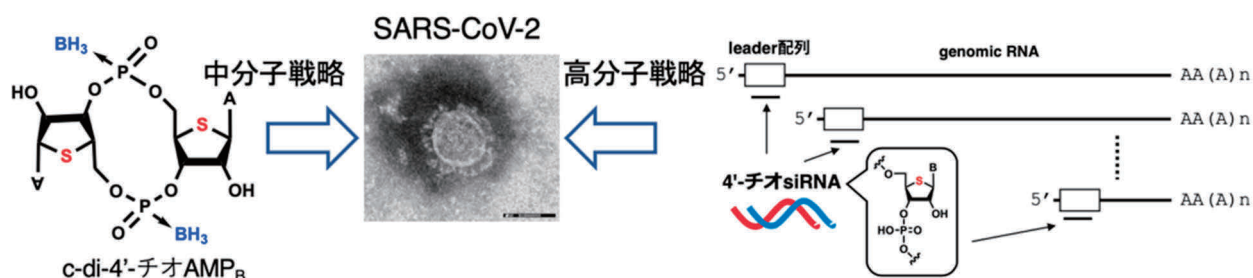 SARS-CoV-2
中分子戦略
高分子戦略
BH3
O
P
O
O
HO
O
A
S
S
A
O
O
OH
P
O
BH3
c-di-4'-チオAMPB
leader配列
genomic RNA
5’
AA(A)n
5’
AA(A)n
4'-チオsiRNA
O
S
B
O
OH
HO-P=O
O
5’
AA(A)n